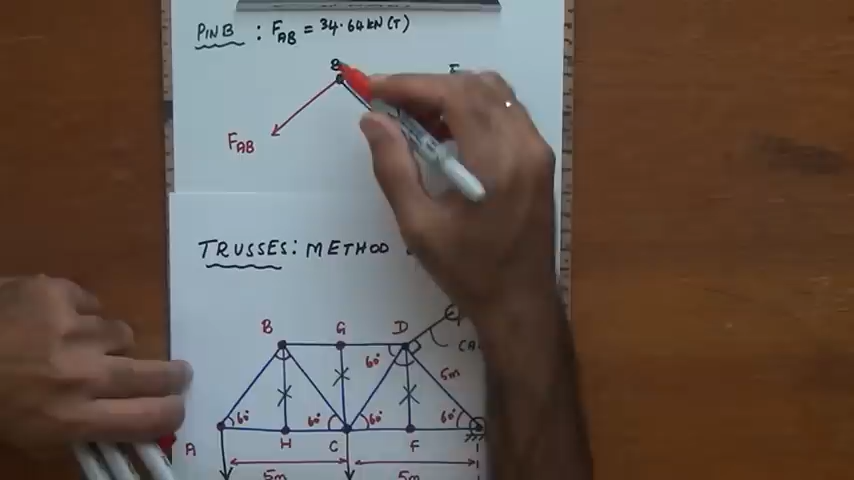 PIN B : FAB = 34.64 kN (T)
B
FAB
TRUSSES: METHOD
B G D
60°
5m
60° 60° 60° 60°
A H C F
5m 5m